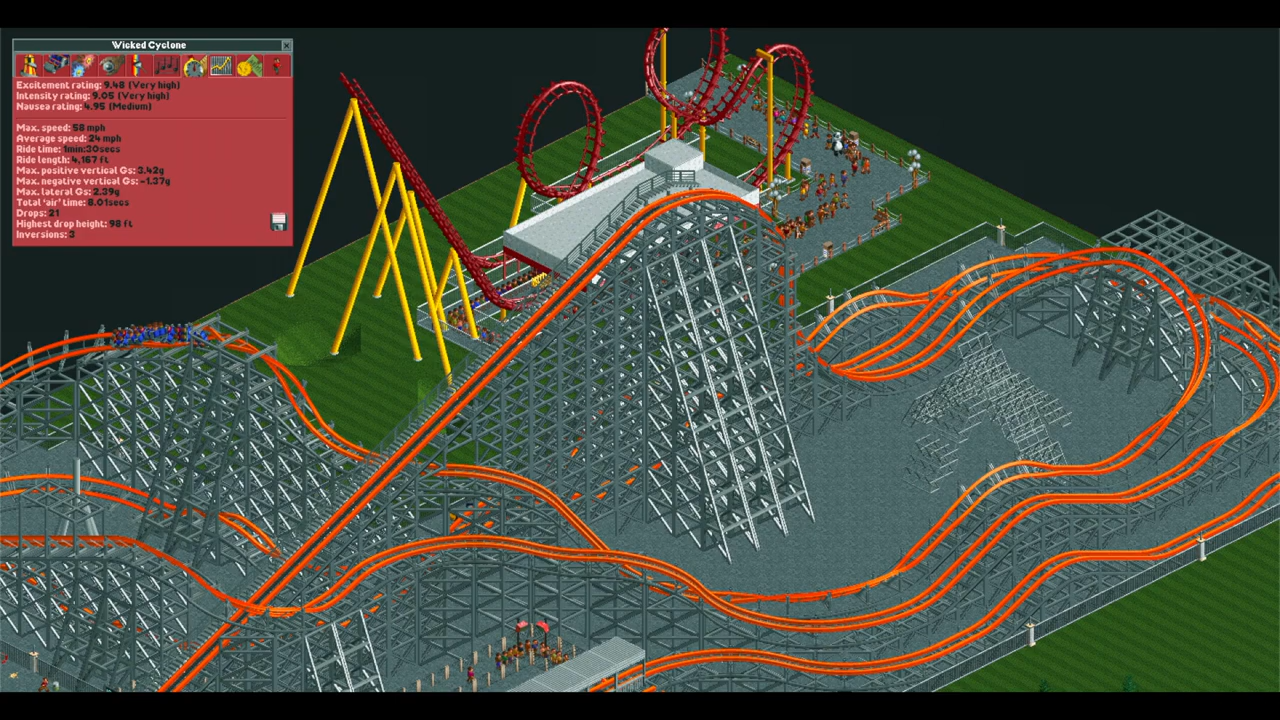 Wicked Cyclone
Excitement rating: 9.48 (Very high)
Intensity rating: 9.05 (Very high)
Nausea rating: 4.95 (Medium)
Max. speed: 58 mph
Average speed: 24 mph
Ride time: 1min:30secs
Ride length: 4,167 ft
Max. positive vertical Gs: 3.42g
Max. negative vertical Gs: -1.37g
Max. lateral Gs: 2.39g
Total 'air' time: 8.01secs
Drops: 21
Highest drop height: 98 ft
Inversions: 3